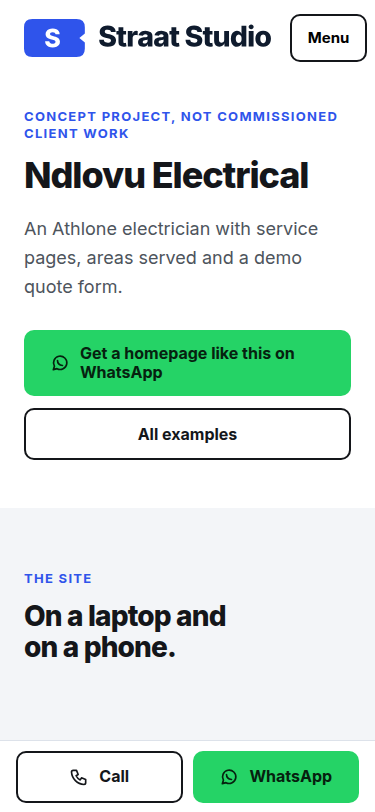 S
Straat Studio
Menu
CONCEPT PROJECT, NOT COMMISSIONED
CLIENT WORK
Ndlovu Electrical
An Athlone electrician with service
pages, areas served and a demo
quote form.
Get a homepage like this on
WhatsApp
All examples
THE SITE
On a laptop and
on a phone.
Call
WhatsApp